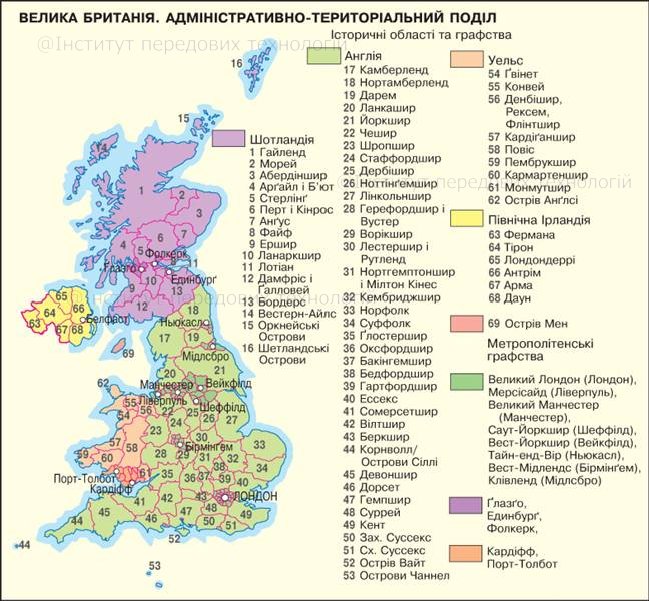 ВЕЛИКА БРИТАНІЯ. АДМІНІСТРАТИВНО-ТЕРИТОРІАЛЬНИЙ ПОДІЛ
@Інститут передових технологій
Історичні області та графства
Шотландія
1 Гайленд
2 Морей
3 Абердіншир
4 Арґайл і Б'ют
5 Стерлінґ
6 Перт і Кінрос
7 Анґус
8 Файф
9 Ершир
10 Ланаркшир
11 Лотіан
12 Дамфріс і
Галловей
13 Бордерс
14 Вестерн-Айлс
15 Оркнейські
Острови
16 Шетландські
Острови
Англія
17 Камберленд
18 Нортамберленд
19 Дарем
20 Ланкашир
21 Йоркшир
22 Чешир
23 Шропшир
24 Стаффордшир
25 Дербішир
26 Ноттінґемшир
27 Лінкольншир
28 Герефордшир і
Вустер
29 Ворікшир
30 Лестершир і
Рутленд
31 Нортгемптоншир
і Мілтон Кінес
32 Кембриджшир
33 Норфолк
34 Суффолк
35 Ґлостершир
36 Оксфордшир
37 Бакінгемшир
38 Бедфордшир
39 Гартфордшир
40 Ессекс
41 Сомерсетшир
42 Вілтшир
43 Беркшир
44 Корнволл/
Острови Сіллі
45 Девоншир
46 Дорсет
47 Гемпшир
48 Суррей
49 Кент
50 Зах. Суссекс
51 Сх. Суссекс
52 Острів Вайт
53 Острови Чаннел
Уельс
54 Ґвінет
55 Конвей
56 Денбішир,
Рексем,
Флінтшир
57 Кардіґаншир
58 Повіс
59 Пембрукшир
60 Кармартеншир
61 Монмутшир
62 Острів Анґлсі
Північна Ірландія
63 Фермана
64 Тірон
65 Лондондеррі
66 Антрім
67 Арма
68 Даун
69 Острів Мен
Метрополітенські
графства
Великий Лондон (Лондон),
Мерсісайд (Ліверпуль),
Великий Манчестер
(Манчестер),
Саут-Йоркшир (Шеффілд),
Вест-Йоркшир (Вейкфілд),
Тайн-енд-Вір (Ньюкасл),
Вест-Мідлендс (Бірмінґем),
Клівленд (Мідлсбро)
Ґлазґо,
Единбурґ,
Фолкерк,
Кардіфф,
Порт-Толбот
@Інститут передових технологій
@Інститут передових технологій
Фолкерк
Ґлазґо
Единбурґ
Белфаст
Ньюкасл
Мідлсбро
Манчестер
Вейкфілд
Ліверпуль
Шеффілд
Бірмінґем
Порт-Толбот
Кардіфф
ЛОНДОН